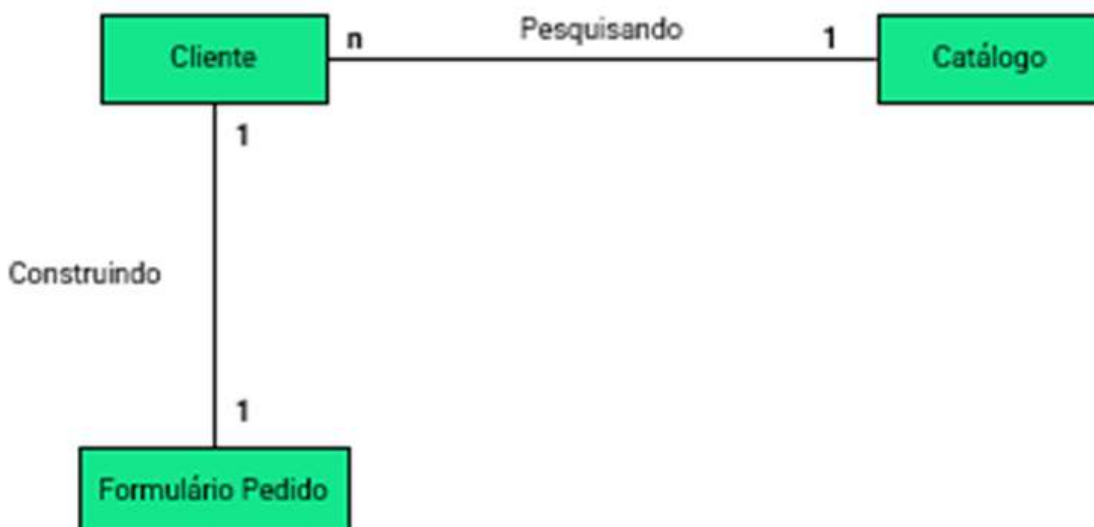 Cliente
n
Pesquisando
1
Catálogo
1
Construindo
1
Formulário Pedido